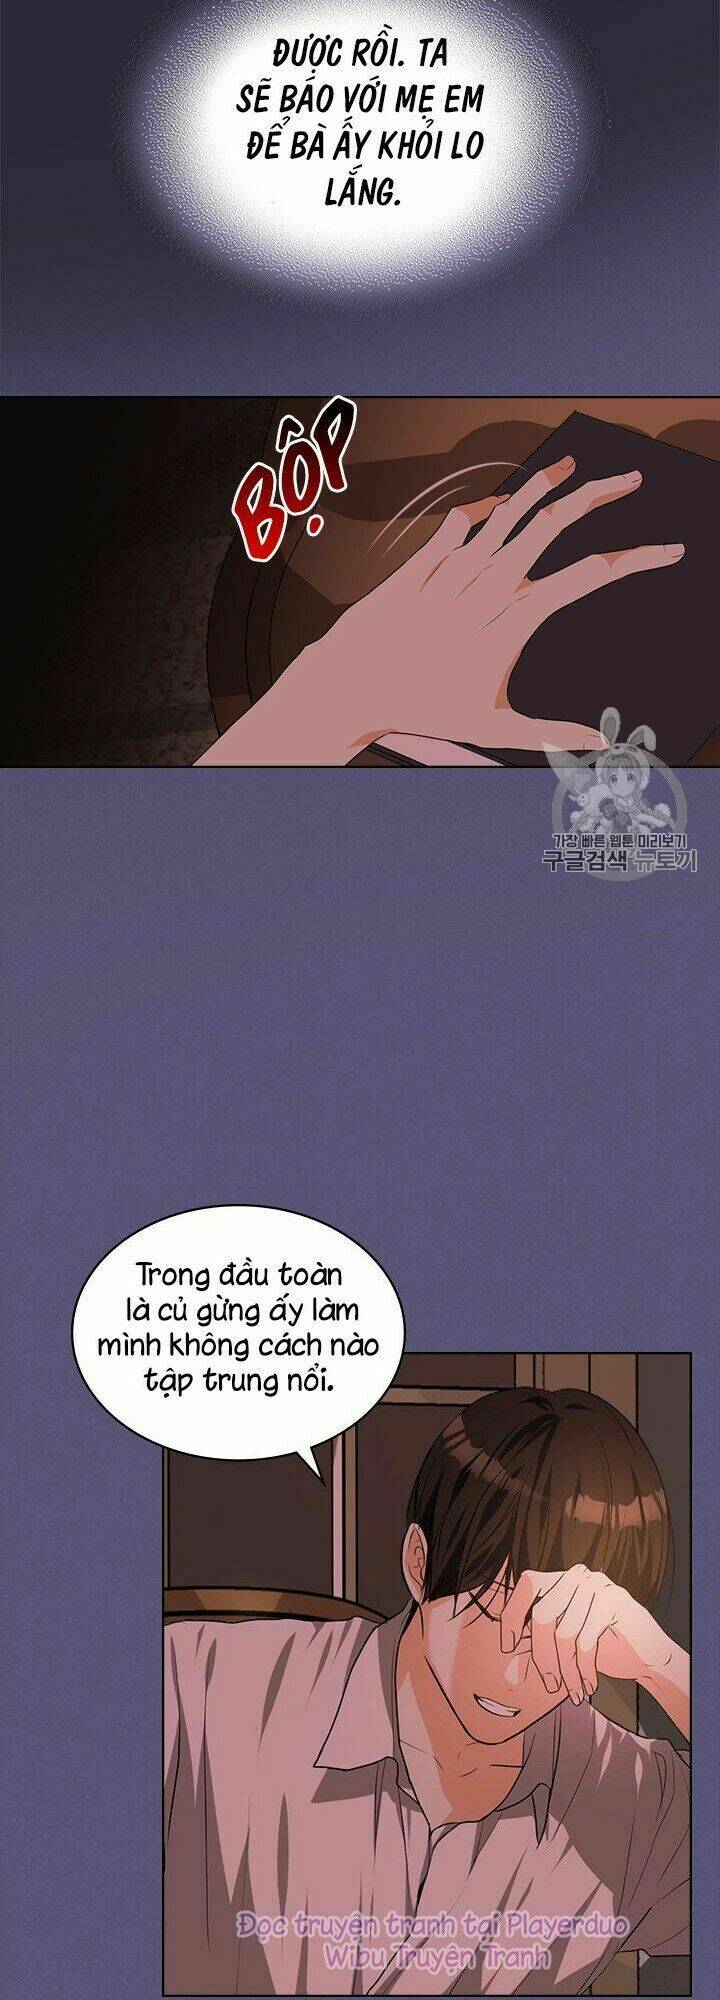 ĐƯỢC RỒI. TA
SẼ BÁO VỚI MẸ EM
ĐỂ BÀ ẤY KHỎI LO
LẮNG.
BỘP
가장 빠른 웹툰 미리보기
구글검색 뉴토끼
Trong đầu toàn
là củ gừng ấy làm
mình không cách nào
tập trung nổi.
Đọc truyện tranh tại Playerduo
Wibu Truyện Tranh